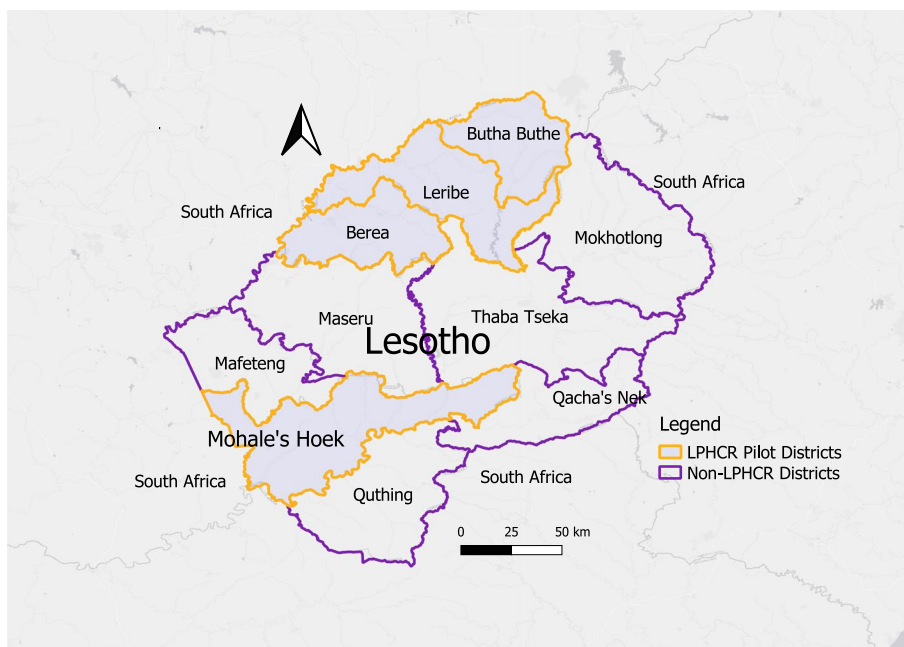 Butha Buthe
South Africa
Leribe
South Africa
Berea
Mokhotlong
Maseru
Thaba Tseka
Lesotho
Mafeteng
Qacha's Nek
Legend
Mohale's Hoek
LPHCR Pilot Districts
Non-LPHCR Districts
South Africa
South Africa
Quthing
0 25 50 km